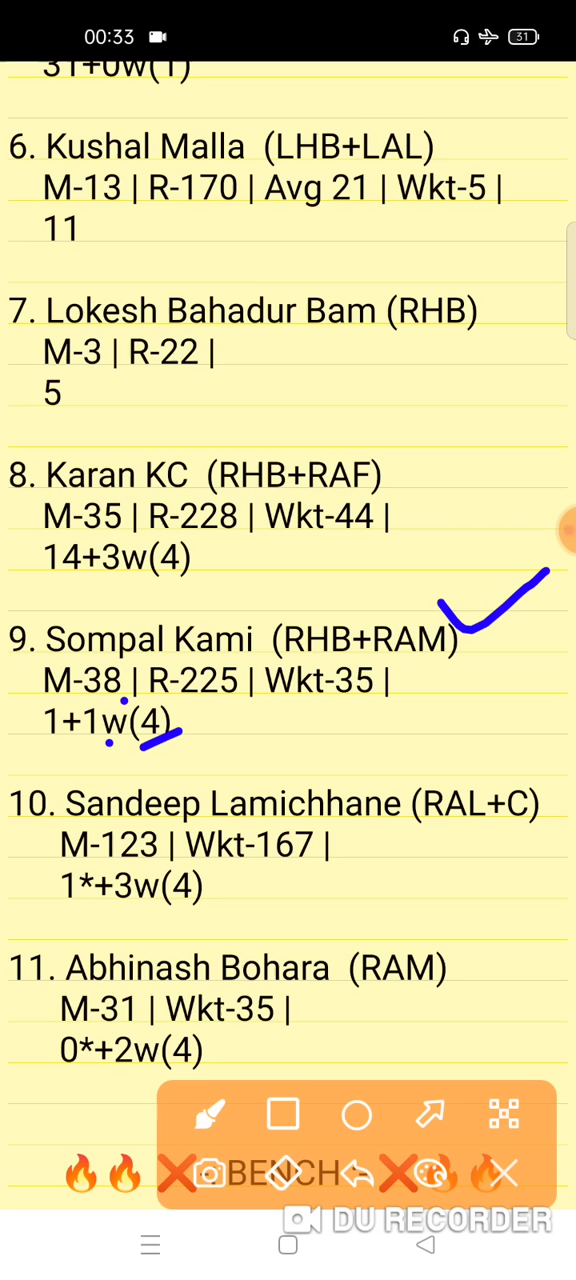 00:33
31
31+0w(1)
6. Kushal Malla (LHB+LAL)
M-13 | R-170 | Avg 21 | Wkt-5 |
11
7. Lokesh Bahadur Bam (RHB)
M-3 | R-22 |
5
8. Karan KC (RHB+RAF)
M-35 | R-228 | Wkt-44 |
14+3w(4)
9. Sompal Kami (RHB+RAM)
M-38 | R-225 | Wkt-35 |
1+1w(4)
10. Sandeep Lamichhane (RAL+C)
M-123 | Wkt-167 |
1*+3w(4)
11. Abhinash Bohara (RAM)
M-31 | Wkt-35 |
0*+2w(4)
BENCH
DU RECORDER